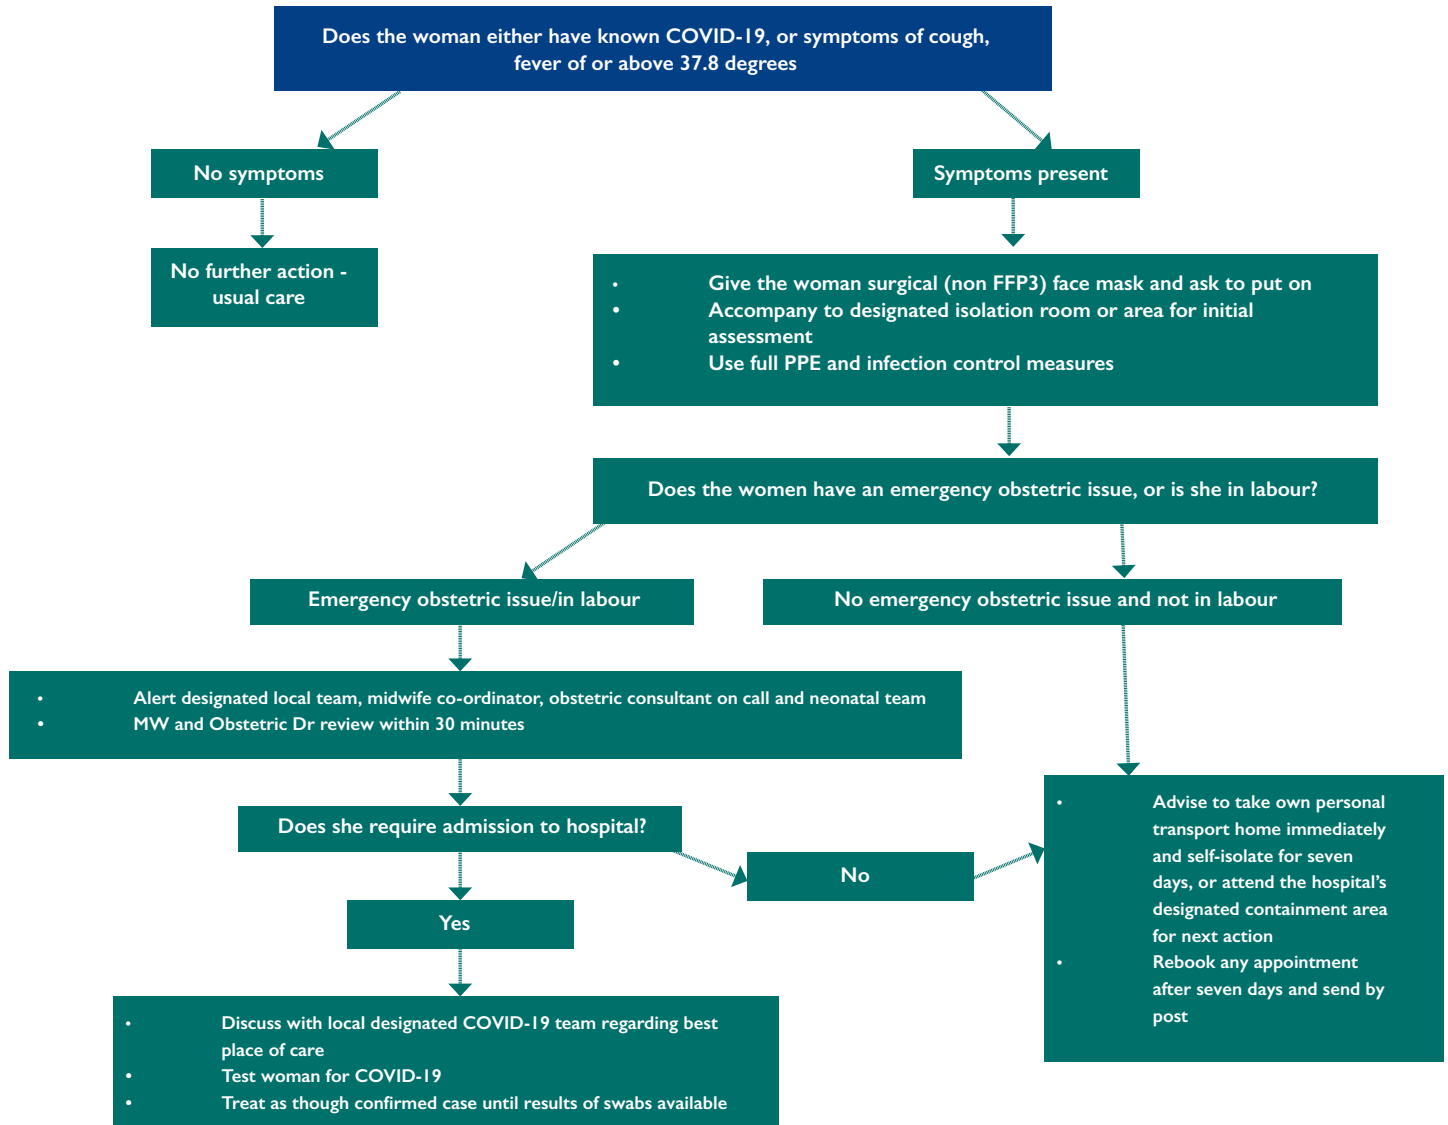 Does the woman either have known COVID-19, or symptoms of cough,
fever of or above 37.8 degrees
No symptoms
Symptoms present
No further action -
usual care
• Give the woman surgical (non FFP3) face mask and ask to put on
• Accompany to designated isolation room or area for initial
assessment
• Use full PPE and infection control measures
Does the women have an emergency obstetric issue, or is she in labour?
Emergency obstetric issue/in labour
No emergency obstetric issue and not in labour
• Alert designated local team, midwife co-ordinator, obstetric consultant on call and neonatal team
• MW and Obstetric Dr review within 30 minutes
Does she require admission to hospital?
No
Yes
• Advise to take own personal
transport home immediately
and self-isolate for seven
days, or attend the hospital’s
designated containment area
for next action
• Rebook any appointment
after seven days and send by
post
• Discuss with local designated COVID-19 team regarding best
place of care
• Test woman for COVID-19
• Treat as though confirmed case until results of swabs available